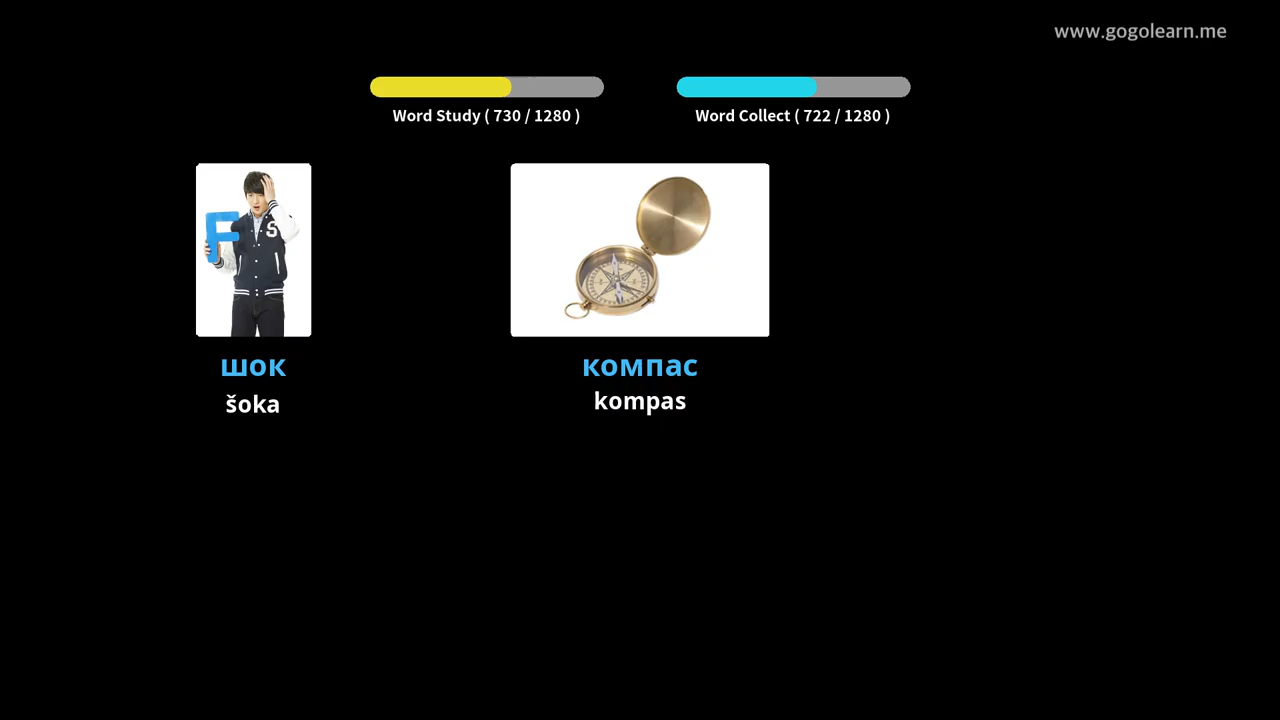 www.gogolearn.me
Word Study ( 730 / 1280 )
Word Collect ( 722 / 1280 )
F
S
шок
šoka
компас
kompas